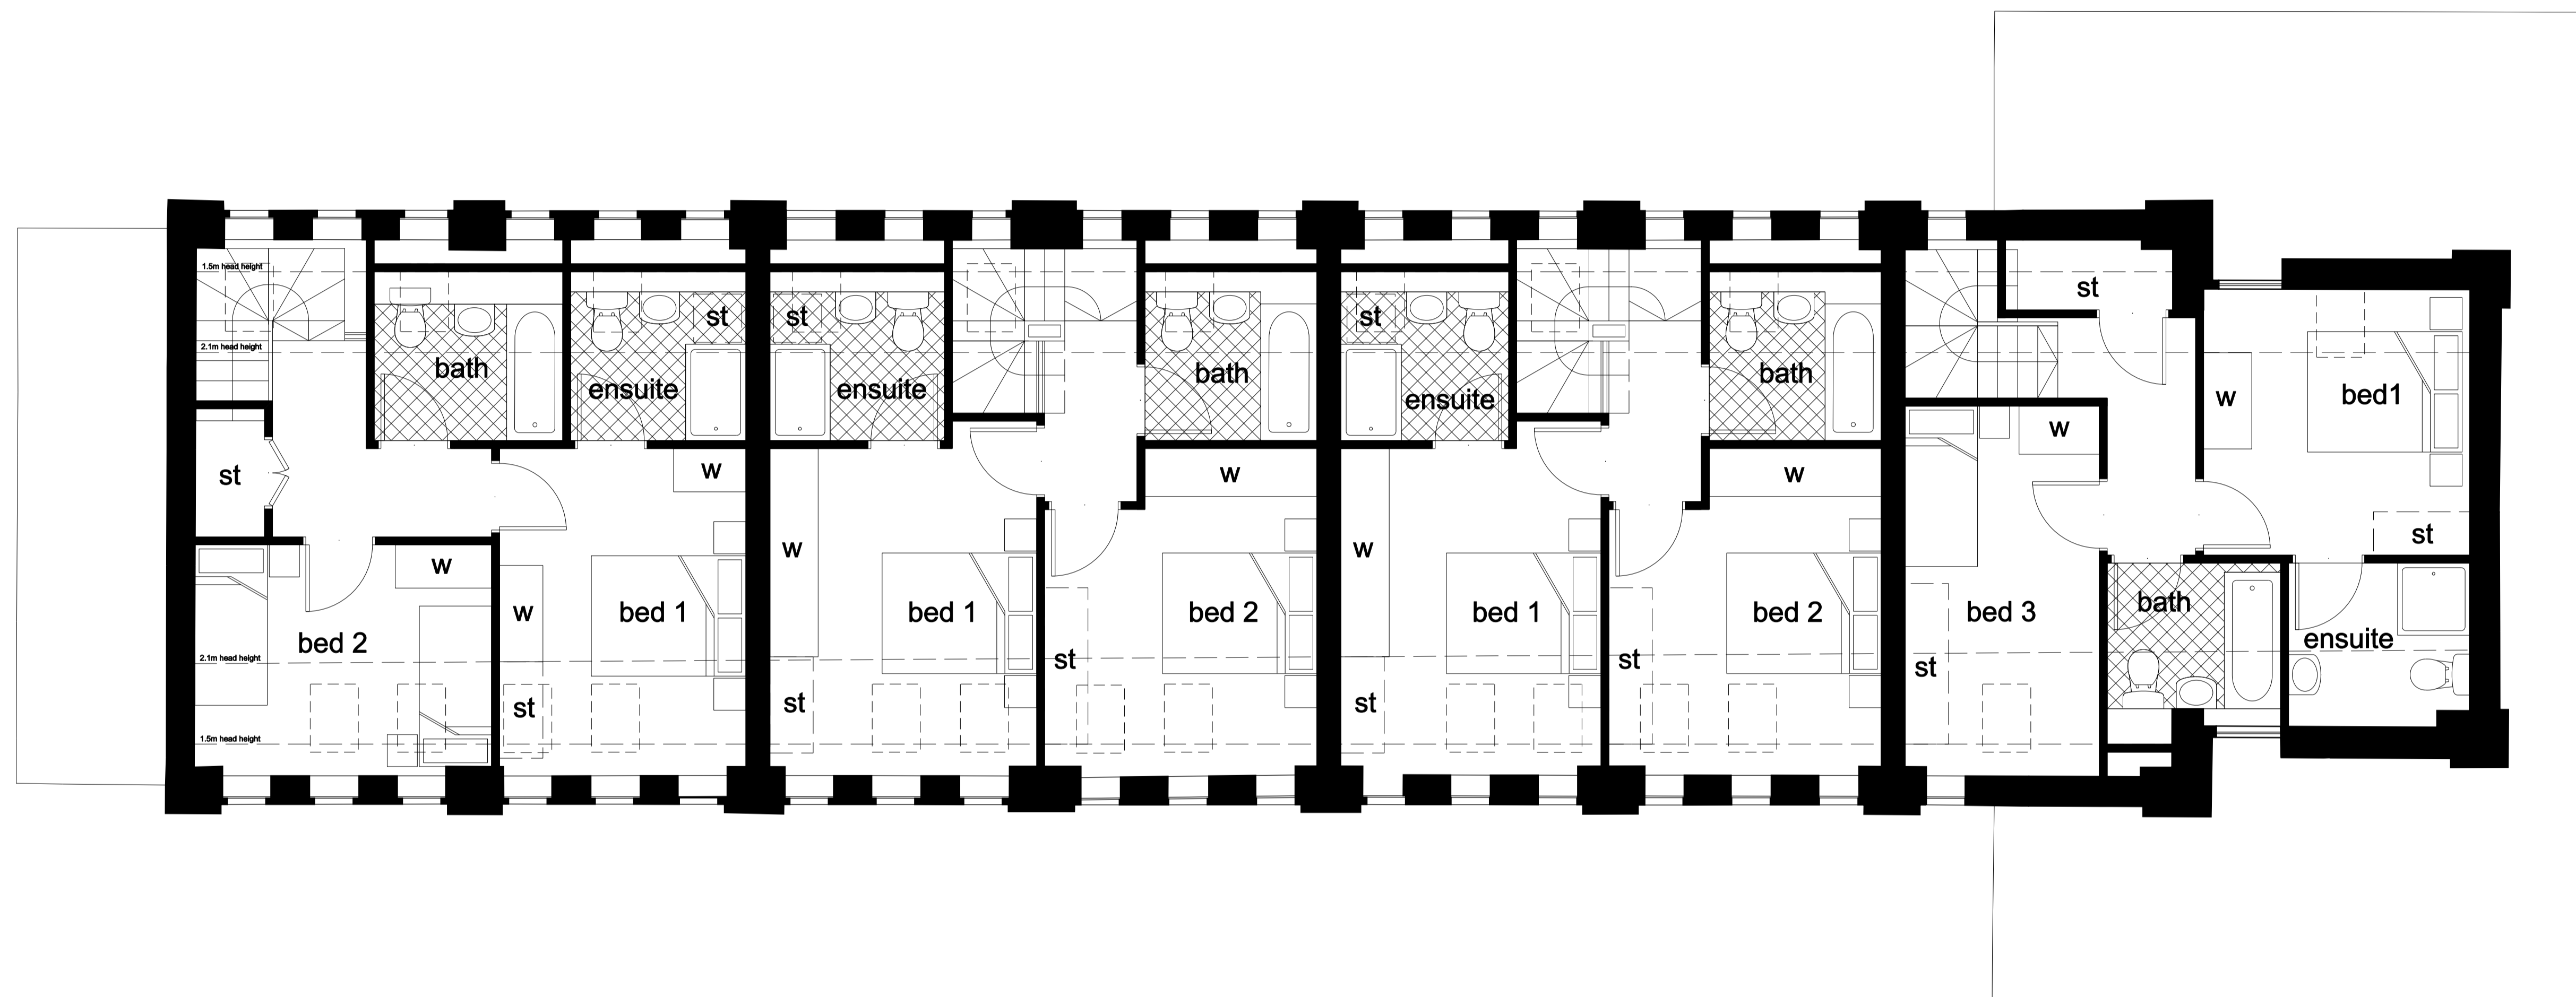 1.5m head height
2.1m head height
bath
ensuite
st
st
ensuite
bath
st
ensuite
bath
st
w
bed1
st
w
w
w
w
w
w
w
w
st
bed 2
2.1m head height
1.5m head height
w
bed 1
st
bed 1
st
bed 2
st
bed 1
st
bed 2
st
bed 3
st
bath
ensuite
st